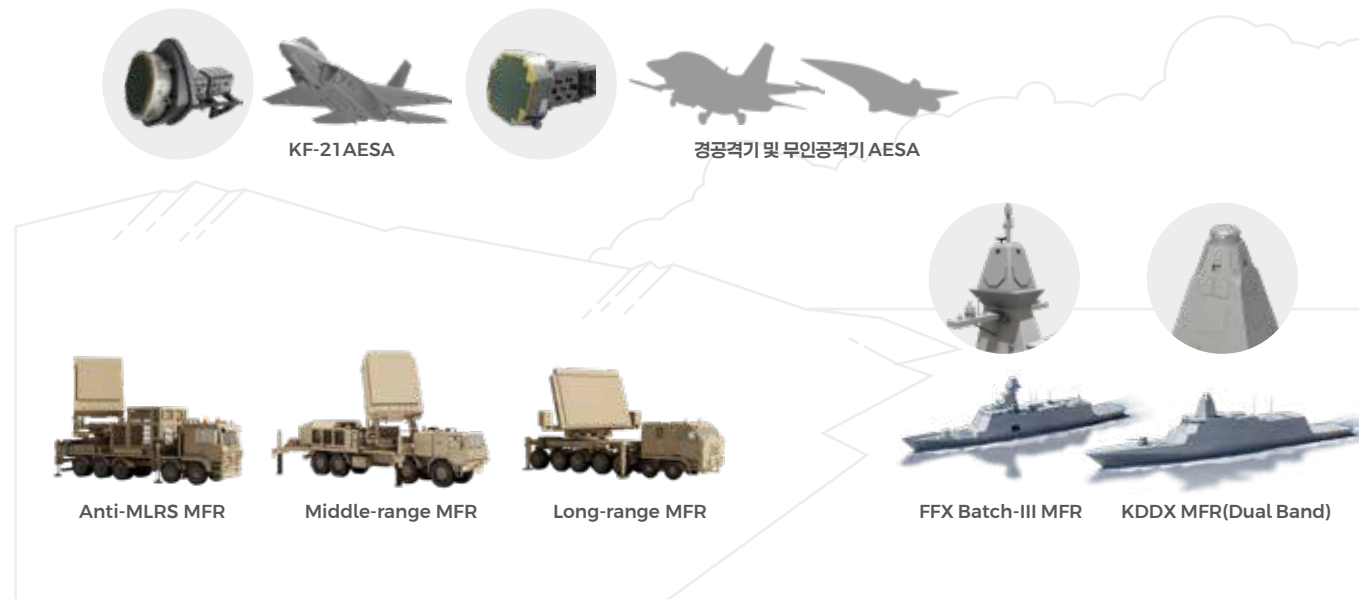 KF-21AESA
경공격기 및 무인공격기 AESA
Anti-MLRS MFR
Middle-range MFR
Long-range MFR
FFX Batch-III MFR
KDDX MFR(Dual Band)